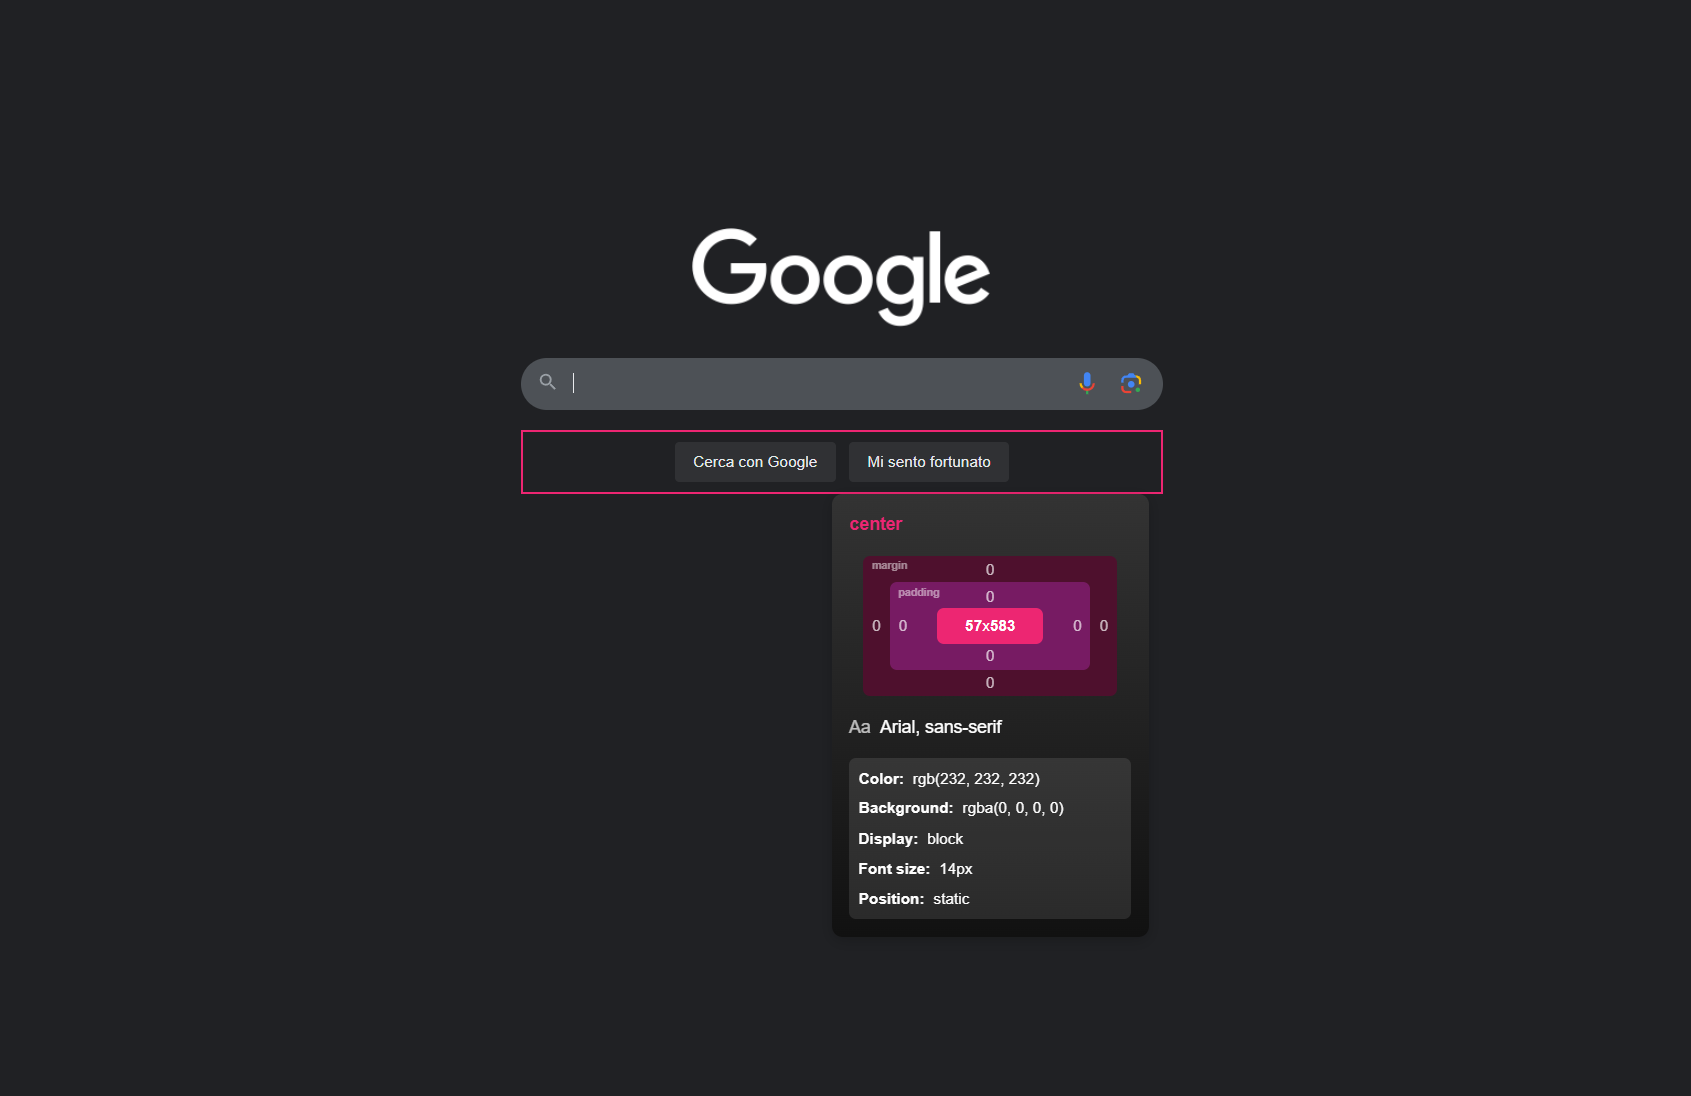 Google
Cerca con Google
Mi sento fortunato
center
margin
0
padding
0
0 0 57x583 0 0
0
0
Aa Arial, sans-serif
Color: rgb(232, 232, 232)
Background: rgba(0, 0, 0, 0)
Display: block
Font size: 14px
Position: static